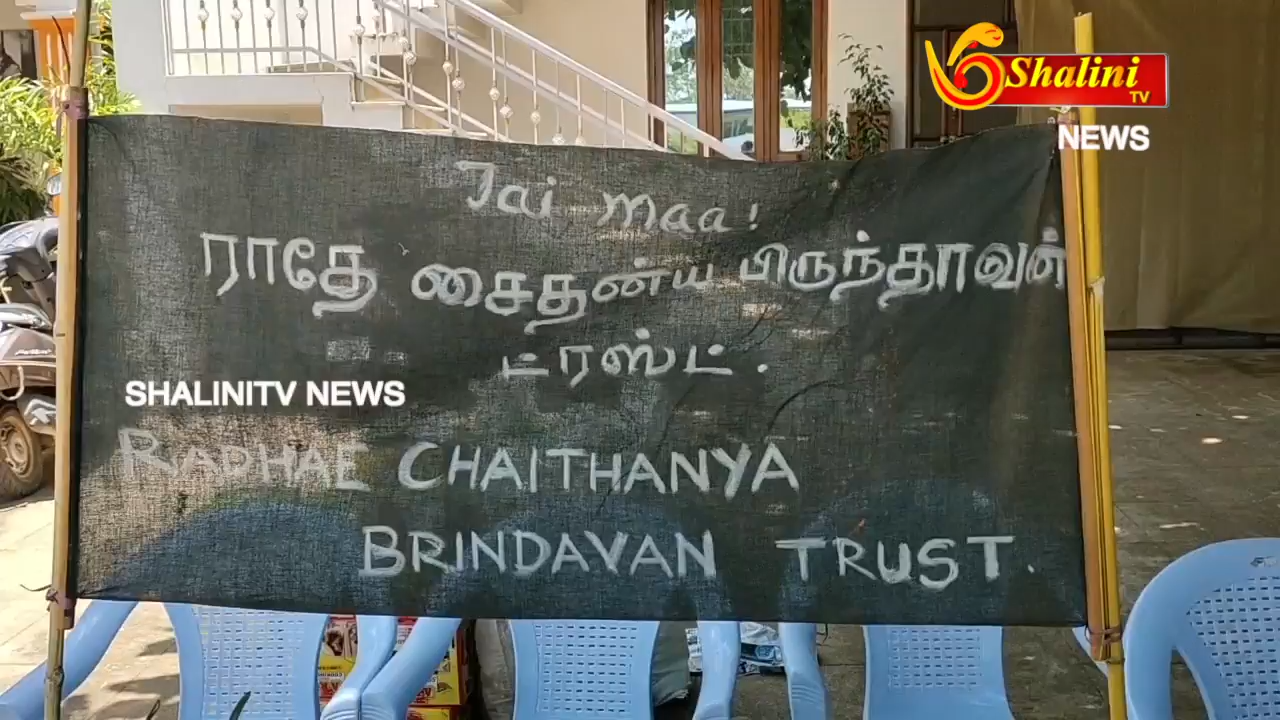 Shalini
TV
NEWS
Jai maa!
ராதே சைதன்ய பிருந்தாவன்
ட்ரஸ்ட்.
SHALINITV NEWS
RADHAE CHAITHANYA
BRINDAVAN TRUST.